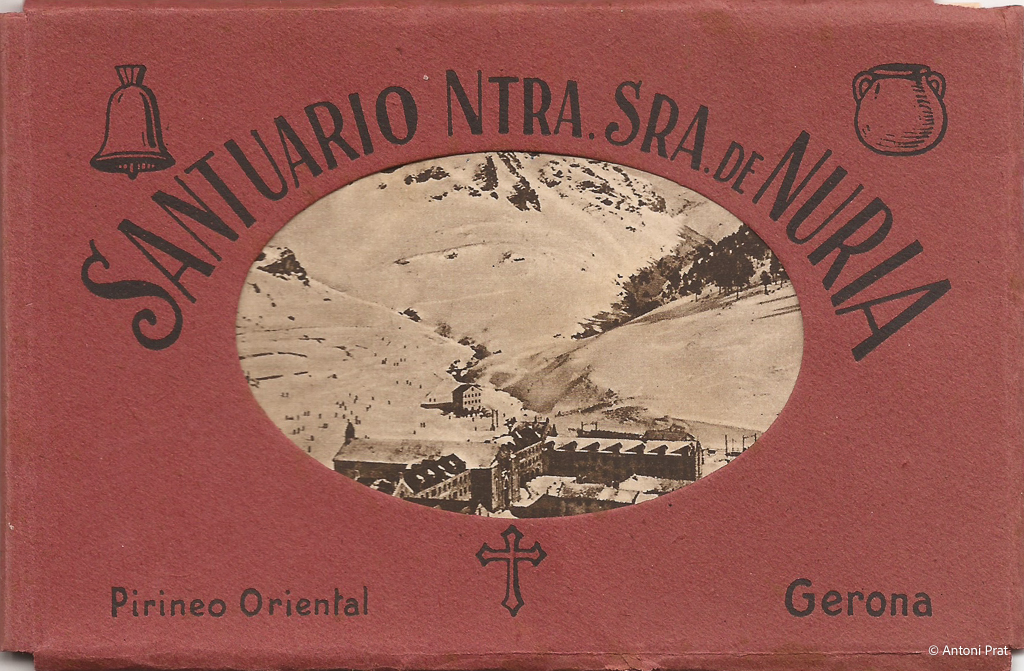 SANTUARIO NTRA. SRA. DE NURIA
Pirineo Oriental
Gerona
© Antoni Prat